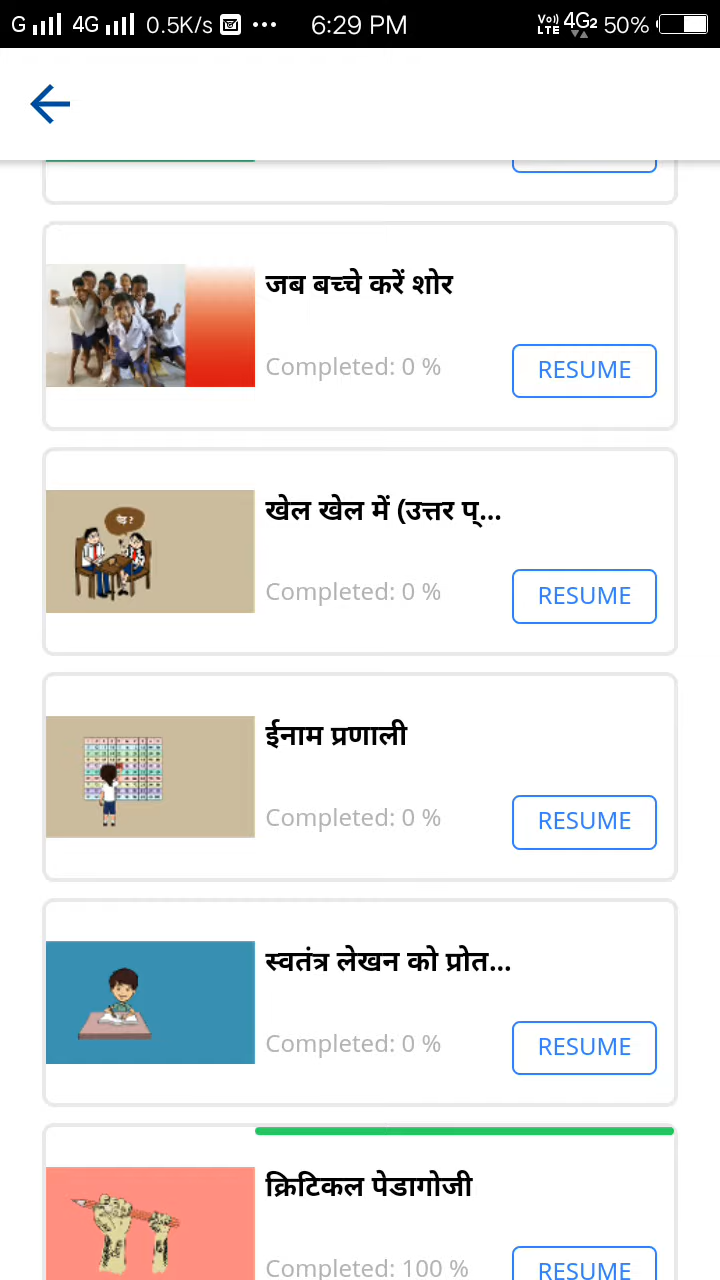 G 4G 0.5K/s ... 6:29 PM Vo)) LTE 4G2 50%
जब बच्चे करें शोर
Completed: 0 %
RESUME
खेल खेल में (उत्तर प्...
Completed: 0 %
RESUME
ईनाम प्रणाली
Completed: 0 %
RESUME
स्वतंत्र लेखन को प्रोत...
Completed: 0 %
RESUME
क्रिटिकल पेडागोजी
Completed: 100 %
RESUME